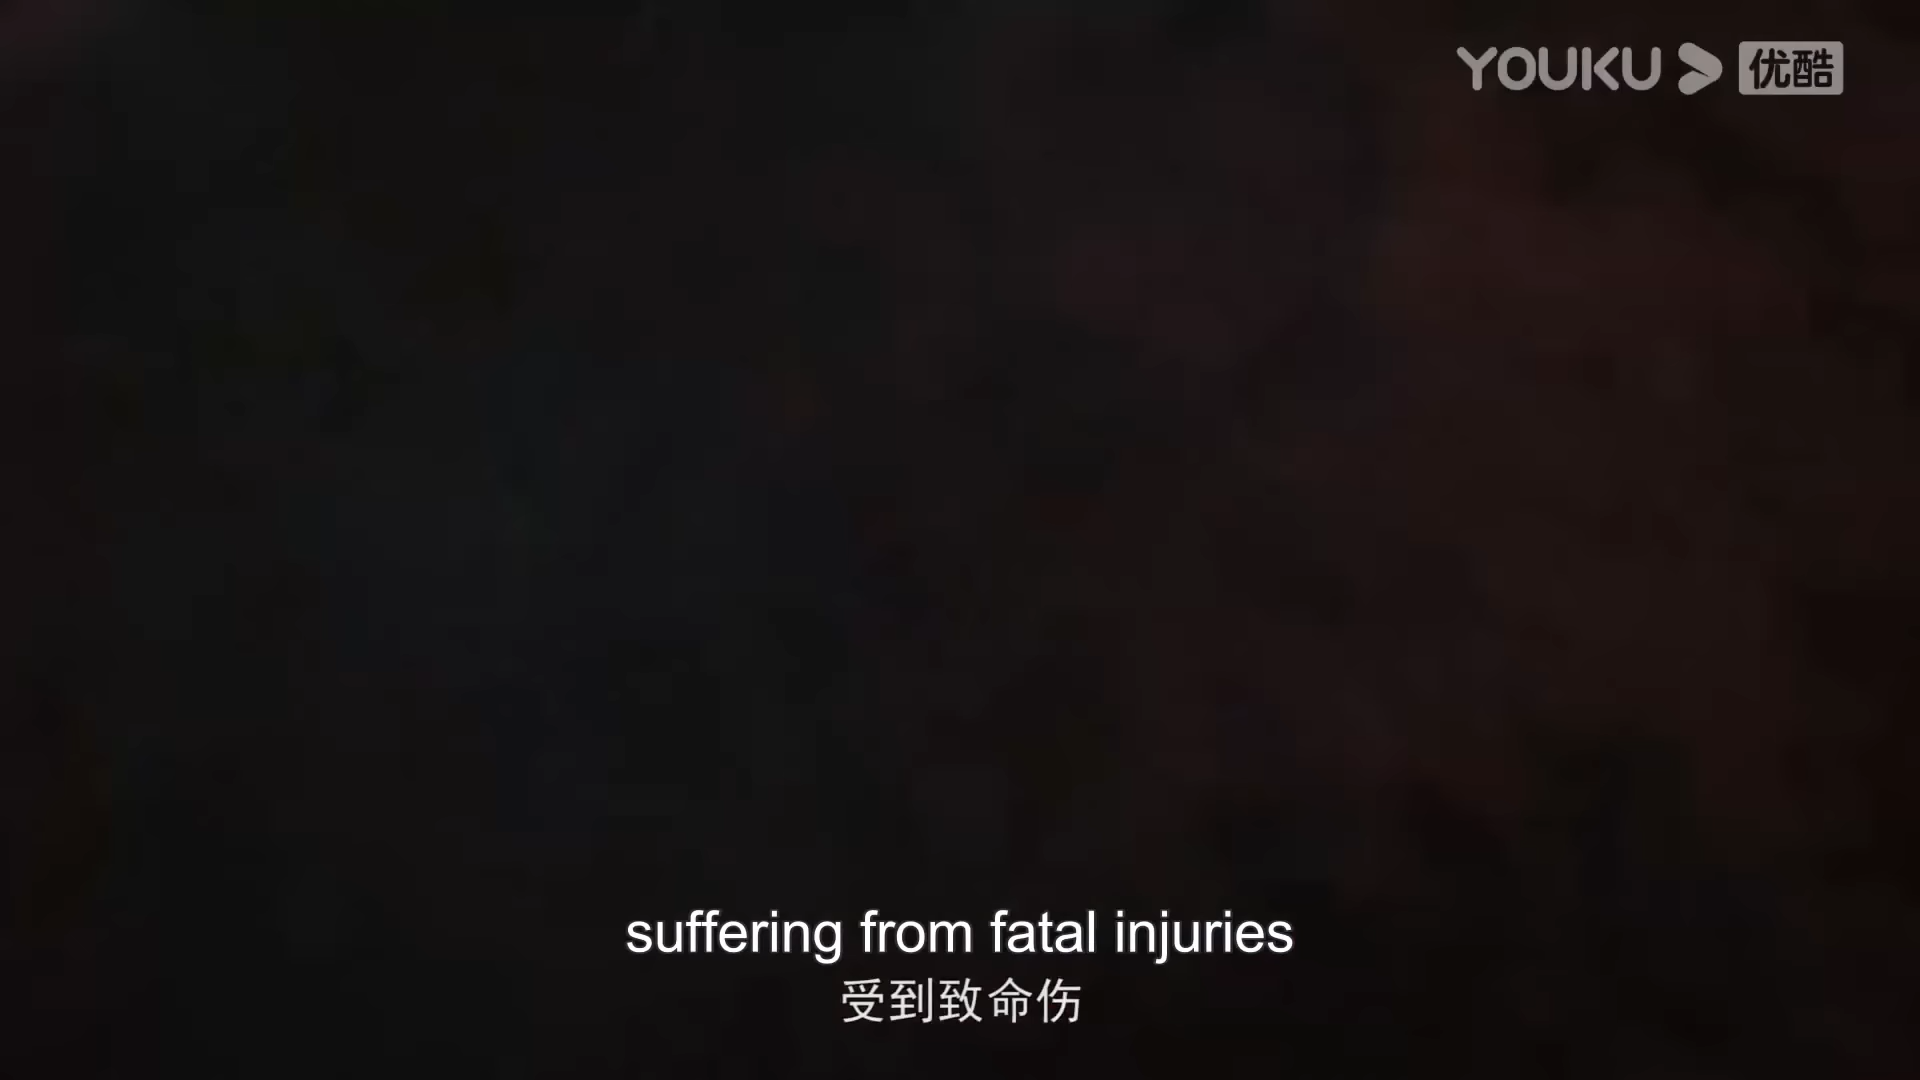 YOUKU 优酷
suffering from fatal injuries
受到致命伤